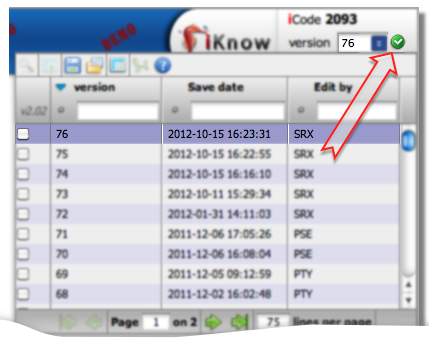 DEMO
iKnow
iCode 2093
version 76
v2.02 version Save date Edit by
76 2012-10-15 16:23:31 SRX
75 2012-10-15 16:22:55 SRX
74 2012-10-15 16:16:10 SRX
73 2012-10-11 15:29:34 SRX
72 2012-01-31 14:11:03 SRX
71 2011-12-06 17:05:26 PSE
70 2011-12-06 16:08:04 PSE
69 2011-12-05 09:12:59 PTY
68 2011-12-02 16:02:48 PTY
Page 1 on 2 75 lines per page